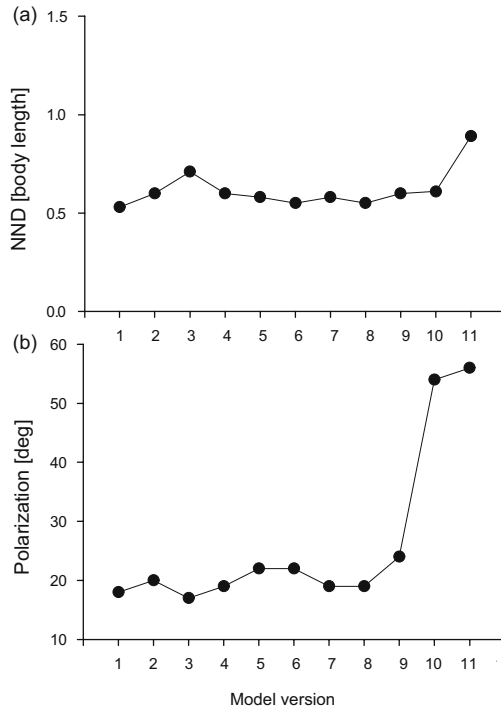 (a)
NND [body length]
1.5
1.0
0.5
0.0
1 2 3 4 5 6 7 8 9 10 11
(b)
Polarization [deg]
60
50
40
30
20
10
1 2 3 4 5 6 7 8 9 10 11
Model version